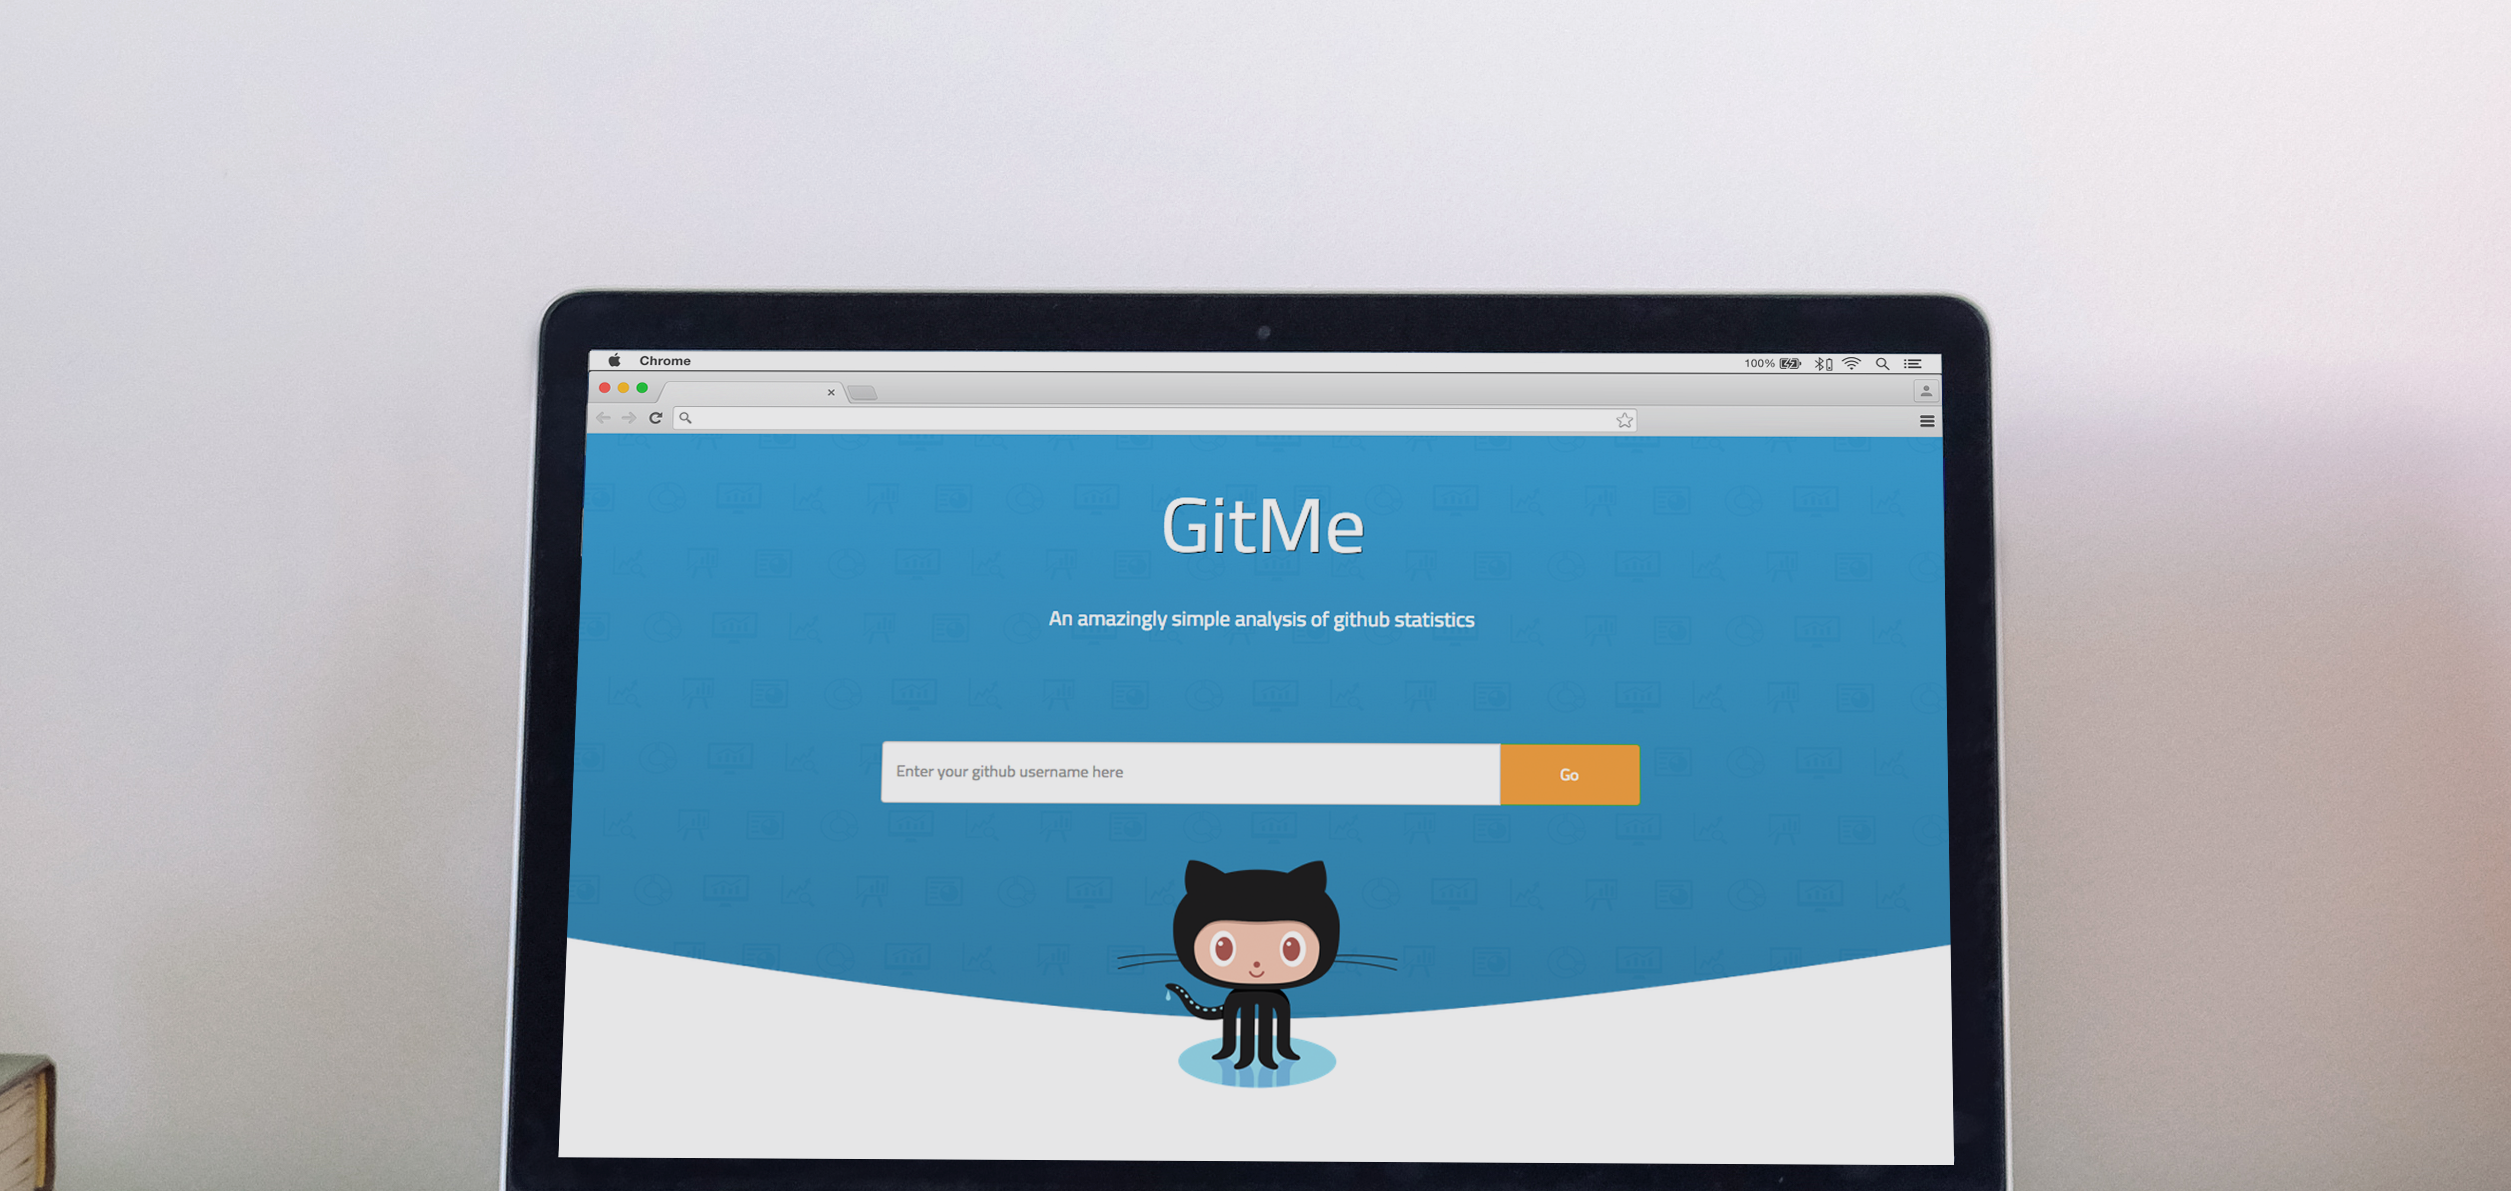 Chrome
100%
GitMe
An amazingly simple analysis of github statistics
Enter your github username here
Go